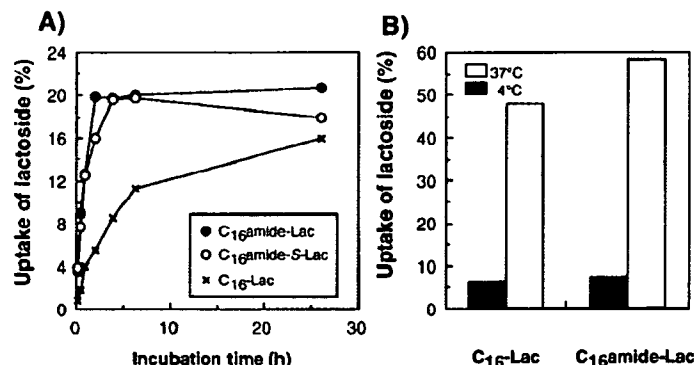 A)
Uptake of lactoside (%)
24
20
16
12
8
4
0
0
10
20
30
Incubation time (h)
C16amide-Lac
C16amide-S-Lac
C16-Lac
B)
Uptake of lactoside (%)
60
50
40
30
20
10
0
37°C
4°C
C16-Lac
C16amide-Lac